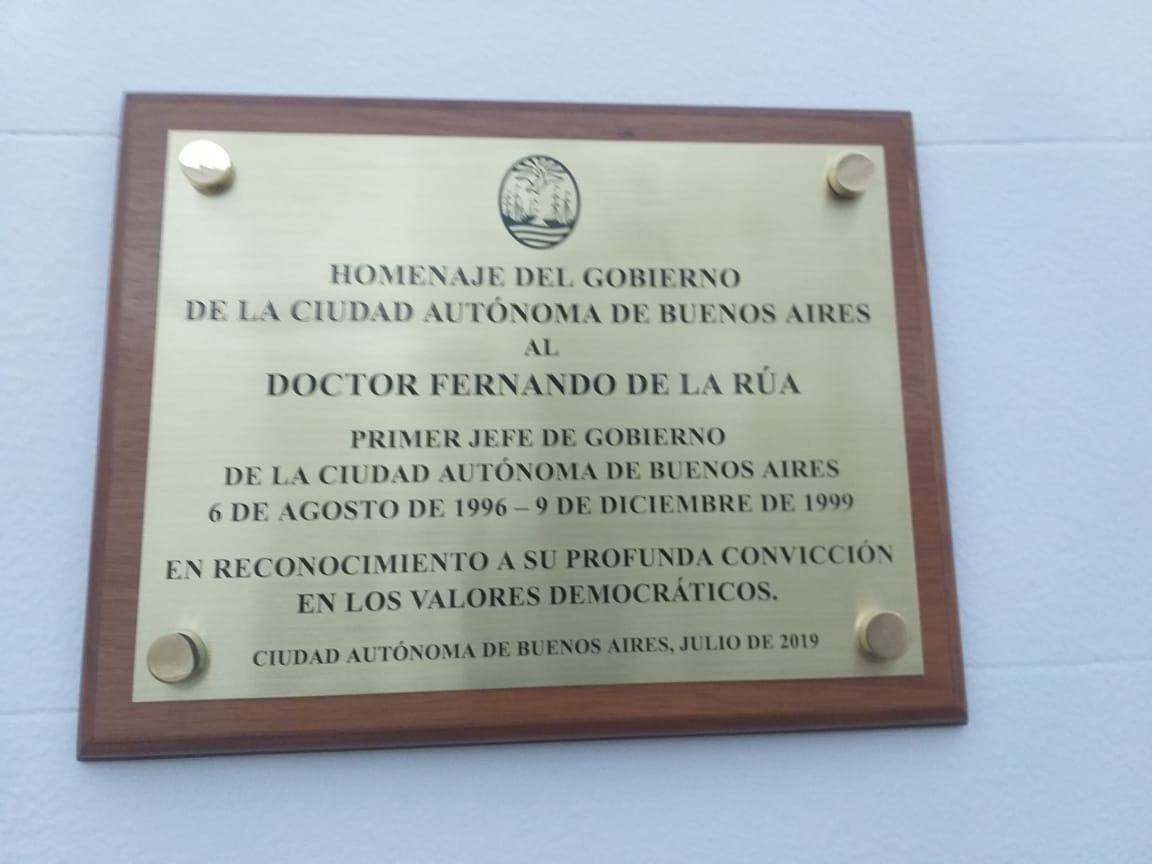 HOMENAJE DEL GOBIERNO
DE LA CIUDAD AUTÓNOMA DE BUENOS AIRES
AL
DOCTOR FERNANDO DE LA RÚA
PRIMER JEFE DE GOBIERNO
DE LA CIUDAD AUTÓNOMA DE BUENOS AIRES
6 DE AGOSTO DE 1996 – 9 DE DICIEMBRE DE 1999
EN RECONOCIMIENTO A SU PROFUNDA CONVICCIÓN
EN LOS VALORES DEMOCRÁTICOS.
CIUDAD AUTÓNOMA DE BUENOS AIRES, JULIO DE 2019